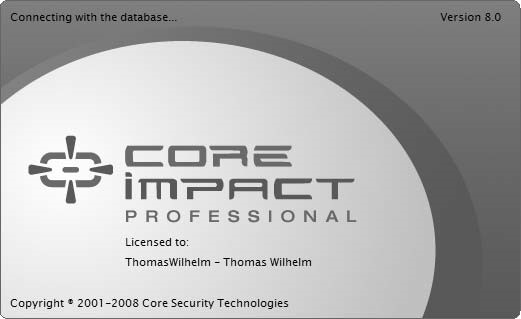 Connecting with the database...
Version 8.0
CORE
IMPACT
PROFESSIONAL
Licensed to:
ThomasWilhelm - Thomas Wilhelm
Copyright ® 2001-2008 Core Security Technologies